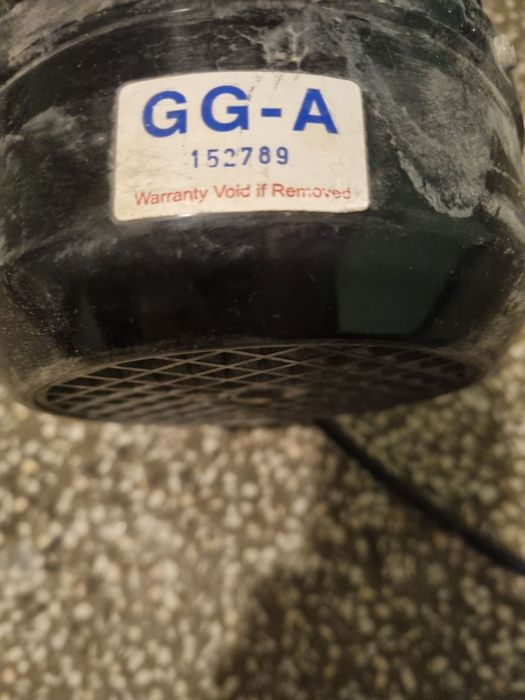 GG-A
152789
Warranty Void if Removed